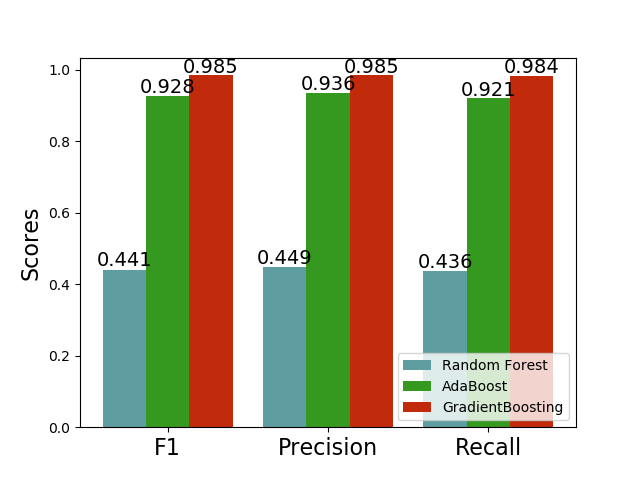 0.985
0.985
0.984
0.928
0.936
0.921
0.441
0.449
0.436
1.0
0.8
0.6
0.4
0.2
0.0
Scores
F1
Precision
Recall
Random Forest
AdaBoost
GradientBoosting